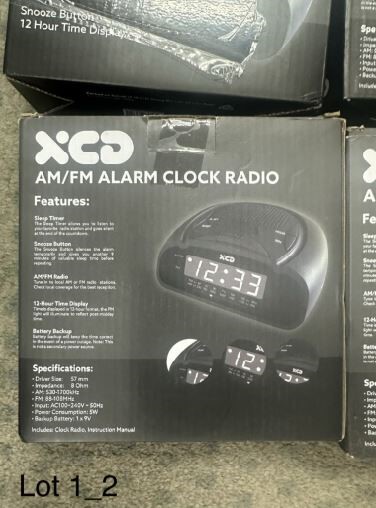 Snooze Button
12 Hour Time Display
XCD
AM/FM ALARM CLOCK RADIO
Features:
Sleep Timer
The Sleep Timer allows you to listen to
your favorite radio station and goes silent
at the end of the countdown.
Snooze Button
The Snooze Button silences the alarm
temporarily and gives you another 9
minutes of valuable sleep time before
repeating.
AM/FM Radio
Tune in to local AM or FM radio stations.
Check local coverage for the best reception.
12-Hour Time Display
Time is displayed in 12-hour format, the PM
light will illuminate to reflect post midday
time.
Battery Backup
Battery backup will keep the time correct
in the event of a power outage. Note: This
is not a secondary power source.
Specifications:
• Driver Size: 57 mm
• Impedance: 8 Ohm
• AM: 530-1700kHz
• FM: 88-108MHz
• Input: AC100~240V ~ 50Hz
• Power Consumption: 5W
• Backup Battery: 1 x 9V
Includes: Clock Radio, Instruction Manual
XCD
12:33
12:
Lot 1_2